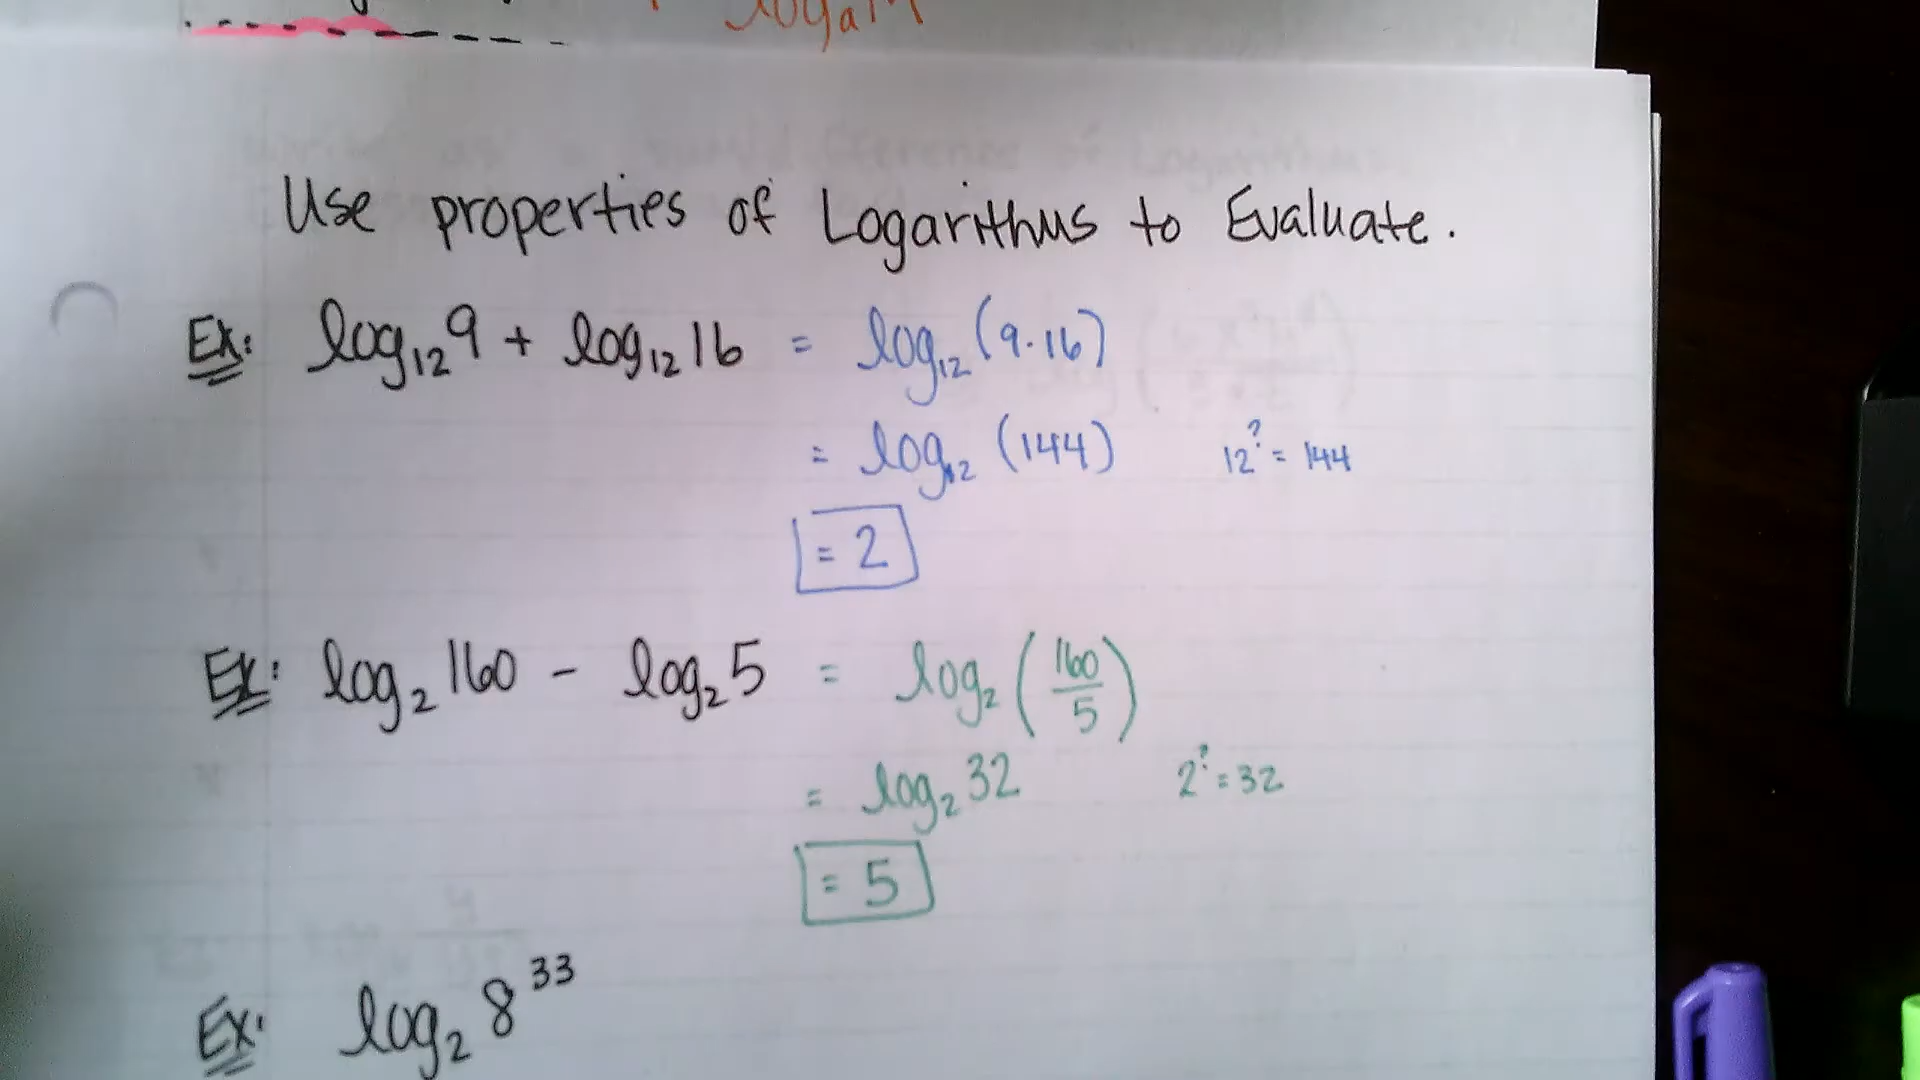 logₐM
Use properties of Logarithms to Evaluate.
Ex: log₁₂9 + log₁₂16 = log₁₂(9·16)
= log₁₂(144) 12^? = 144
= 2
Ex: log₂160 - log₂5 = log₂(160/5)
= log₂32 2^? = 32
= 5
Ex: log₂8³³